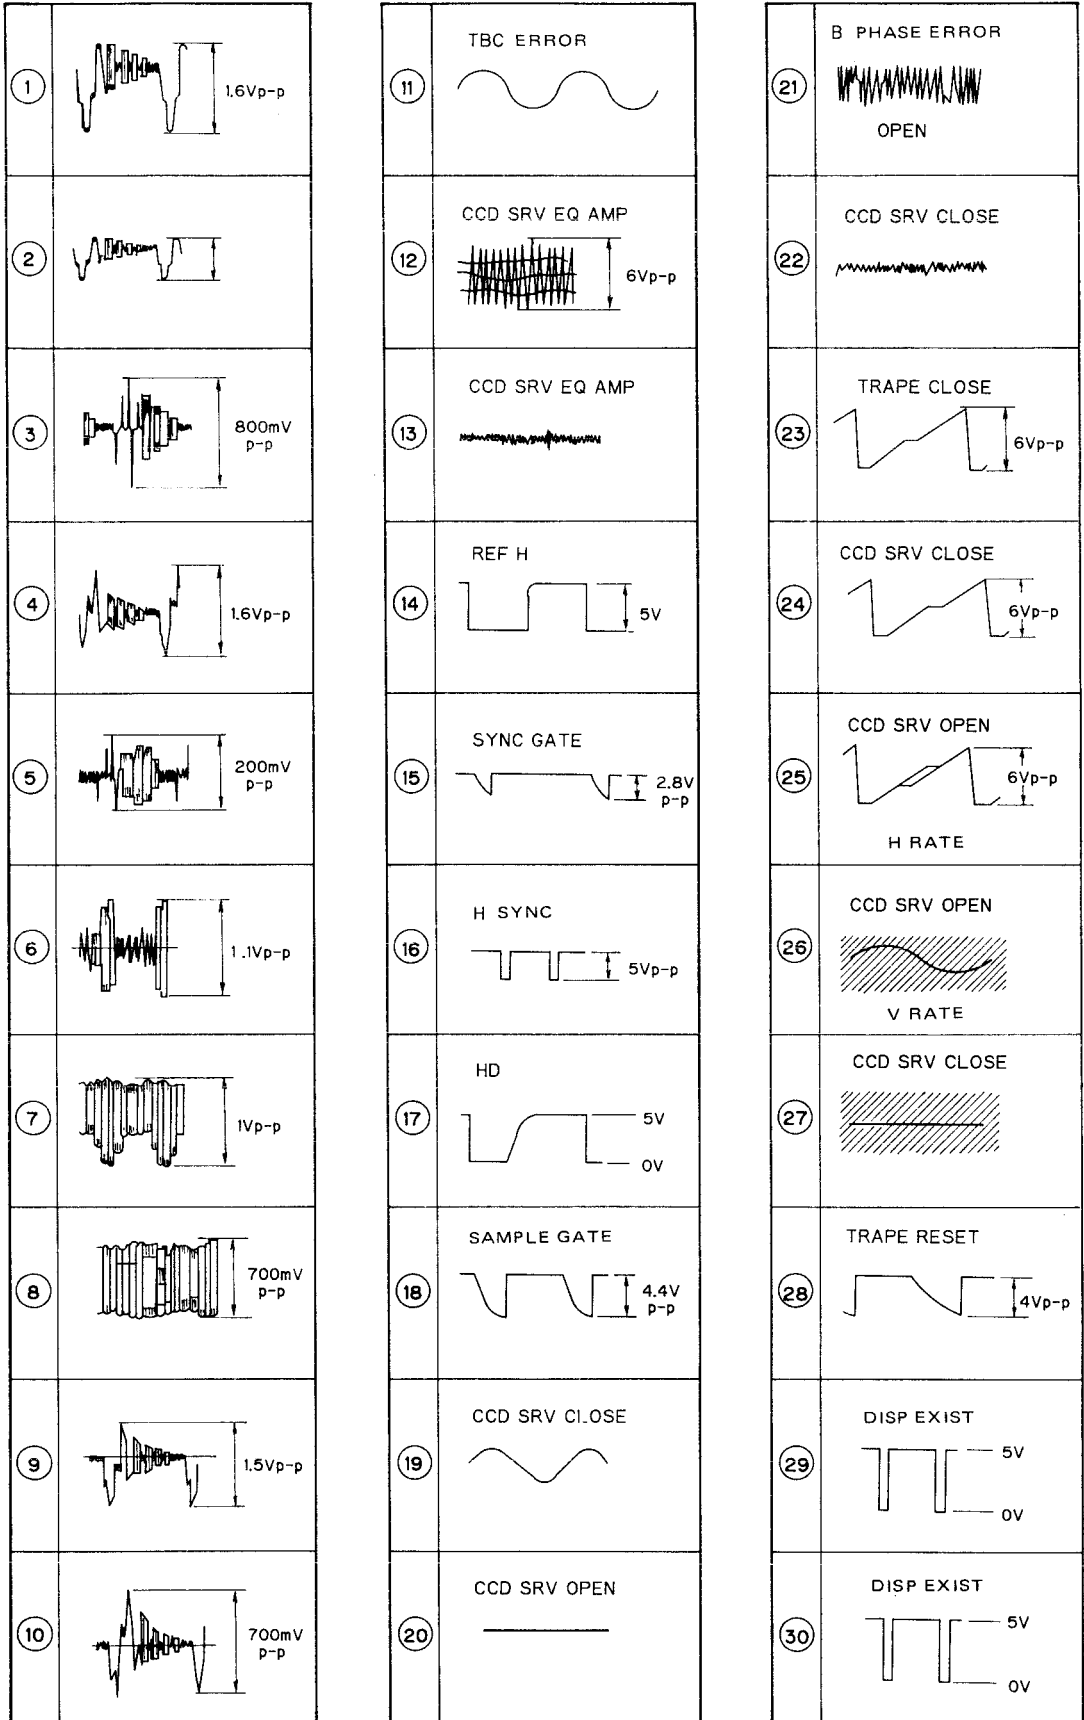 1
1.6Vp-p
2
3
800mV
p-p
4
1.6Vp-p
5
200mV
p-p
6
1.1Vp-p
7
1Vp-p
8
700mV
p-p
9
1.5Vp-p
10
700mV
p-p
11
TBC ERROR
12
CCD SRV EQ AMP
6Vp-p
13
CCD SRV EQ AMP
14
REF H
5V
15
SYNC GATE
2.8V
p-p
16
H SYNC
5Vp-p
17
HD
5V
0V
18
SAMPLE GATE
4.4V
p-p
19
CCD SRV CLOSE
20
CCD SRV OPEN
21
B PHASE ERROR
OPEN
22
CCD SRV CLOSE
23
TRAPE CLOSE
6Vp-p
24
CCD SRV CLOSE
6Vp-p
25
CCD SRV OPEN
6Vp-p
H RATE
26
CCD SRV OPEN
V RATE
27
CCD SRV CLOSE
28
TRAPE RESET
4Vp-p
29
DISP EXIST
5V
0V
30
DISP EXIST
5V
0V